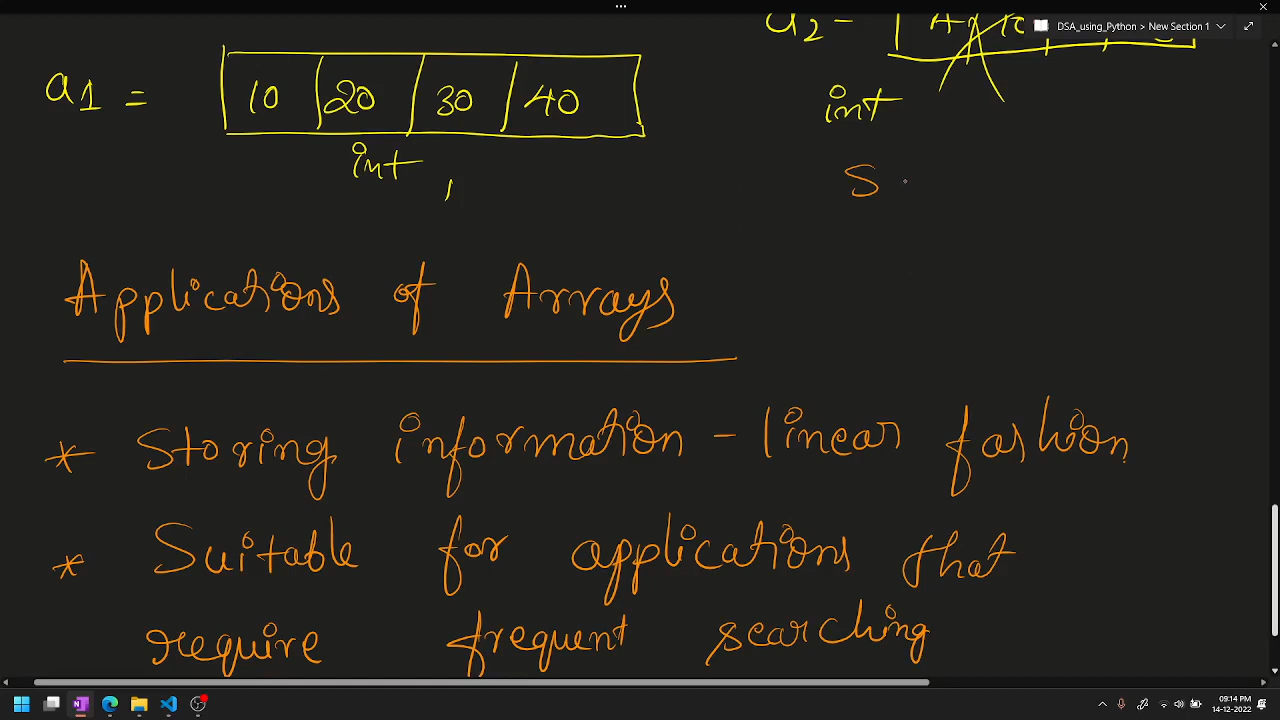 DSA_using_Python > New Section 1
a2 =
a1 = 10 20 30 40
int
int ,
S
Applications of Arrays
* Storing information - linear fashion
* Suitable for applications that
require frequent searching
09:14 PM
14-12-2022